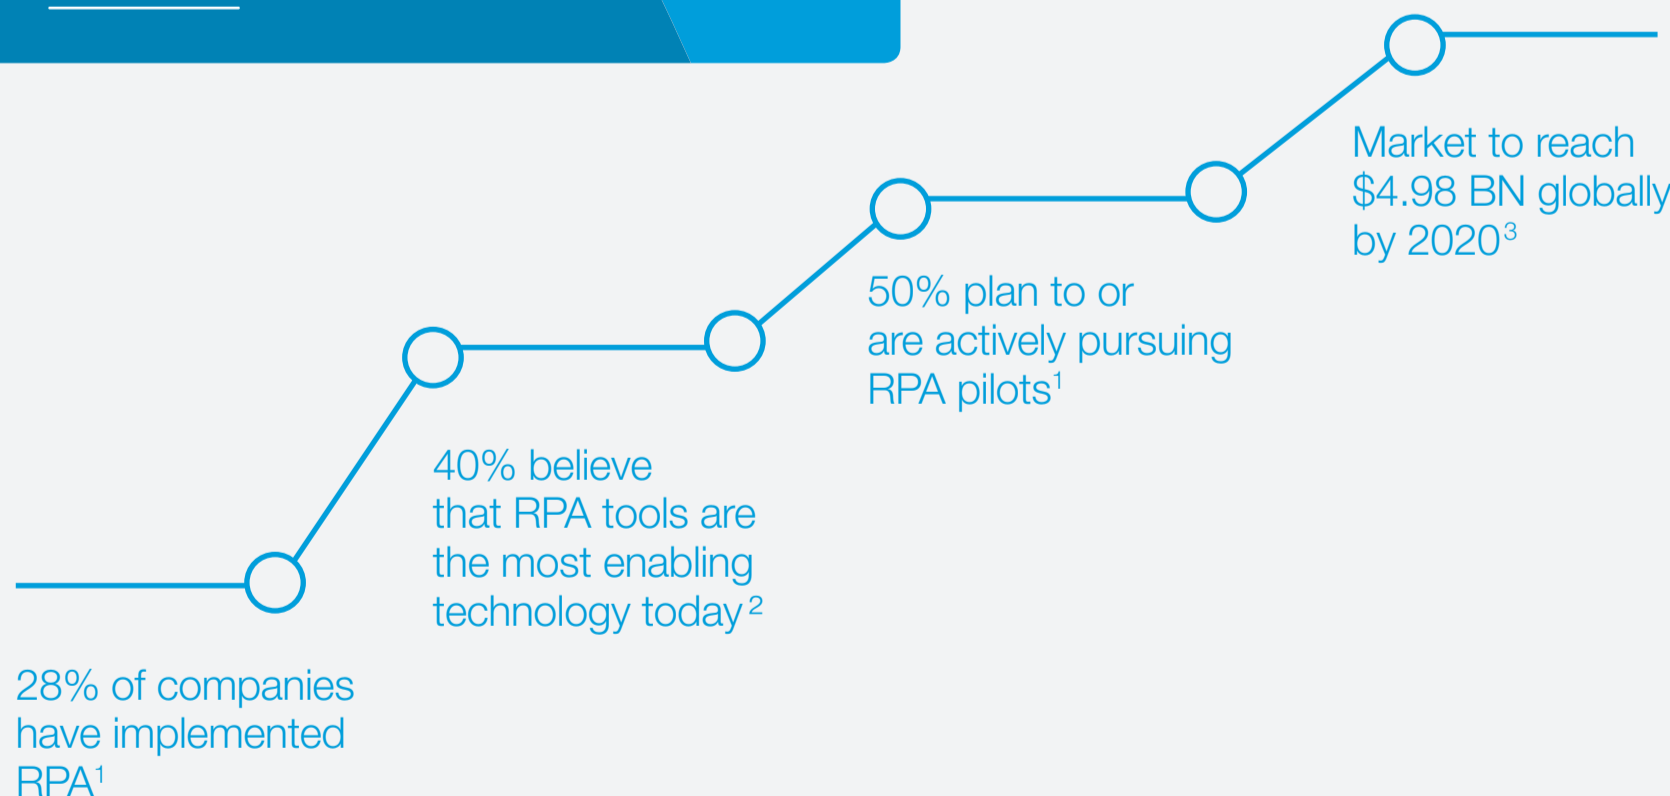 Market to reach
$4.98 BN globally
by 2020³
50% plan to or
are actively pursuing
RPA pilots¹
40% believe
that RPA tools are
the most enabling
technology today²
28% of companies
have implemented
RPA¹